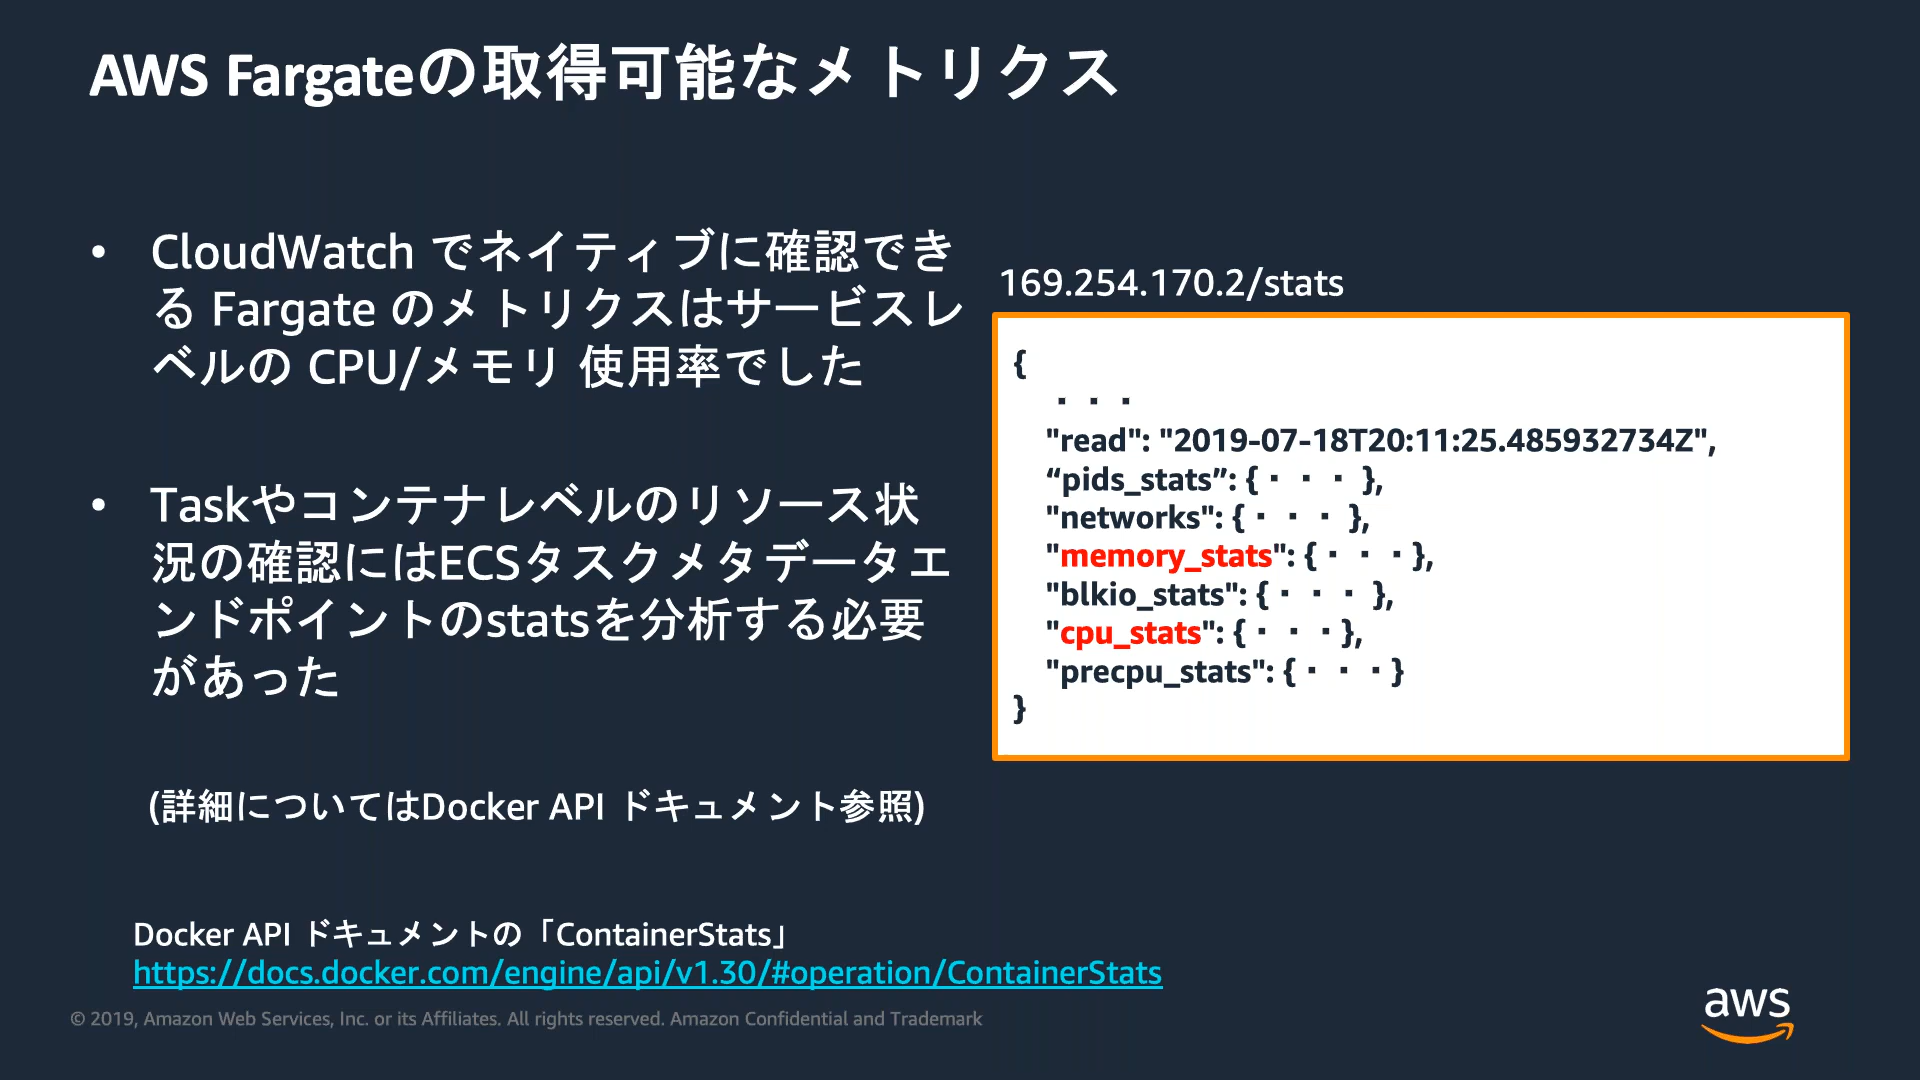 AWS Fargateの取得可能なメトリクス
• CloudWatch でネイティブに確認でき
る Fargate のメトリクスはサービスレ
ベルの CPU/メモリ 使用率でした
• Taskやコンテナレベルのリソース状
況の確認にはECSタスクメタデータエ
ンドポイントのstatsを分析する必要
があった
(詳細についてはDocker API ドキュメント参照)
169.254.170.2/stats
{
・・・
"read": "2019-07-18T20:11:25.485932734Z",
“pids_stats”: {・・・ },
"networks": {・・・ },
"memory_stats": {・・・},
"blkio_stats": {・・・ },
"cpu_stats": {・・・},
"precpu_stats": {・・・}
}
Docker API ドキュメントの「ContainerStats」
https://docs.docker.com/engine/api/v1.30/#operation/ContainerStats
© 2019, Amazon Web Services, Inc. or its Affiliates. All rights reserved. Amazon Confidential and Trademark
aws